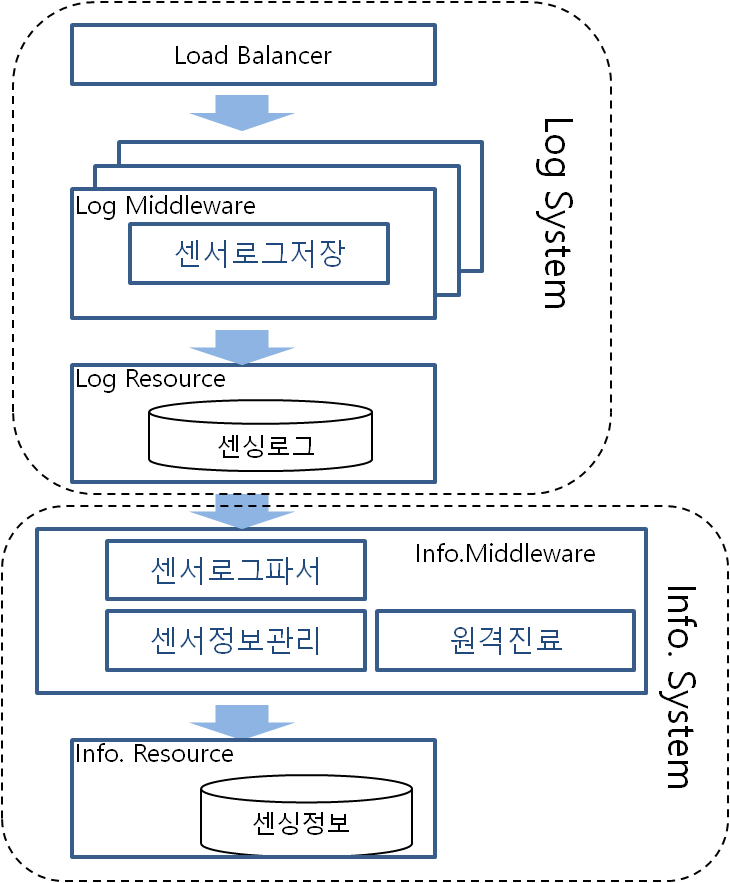 Load Balancer
Log System
Log Middleware
센서로그저장
Log Resource
센싱로그
Info.Middleware
센서로그파서
센서정보관리
원격진료
Info. System
Info. Resource
센싱정보